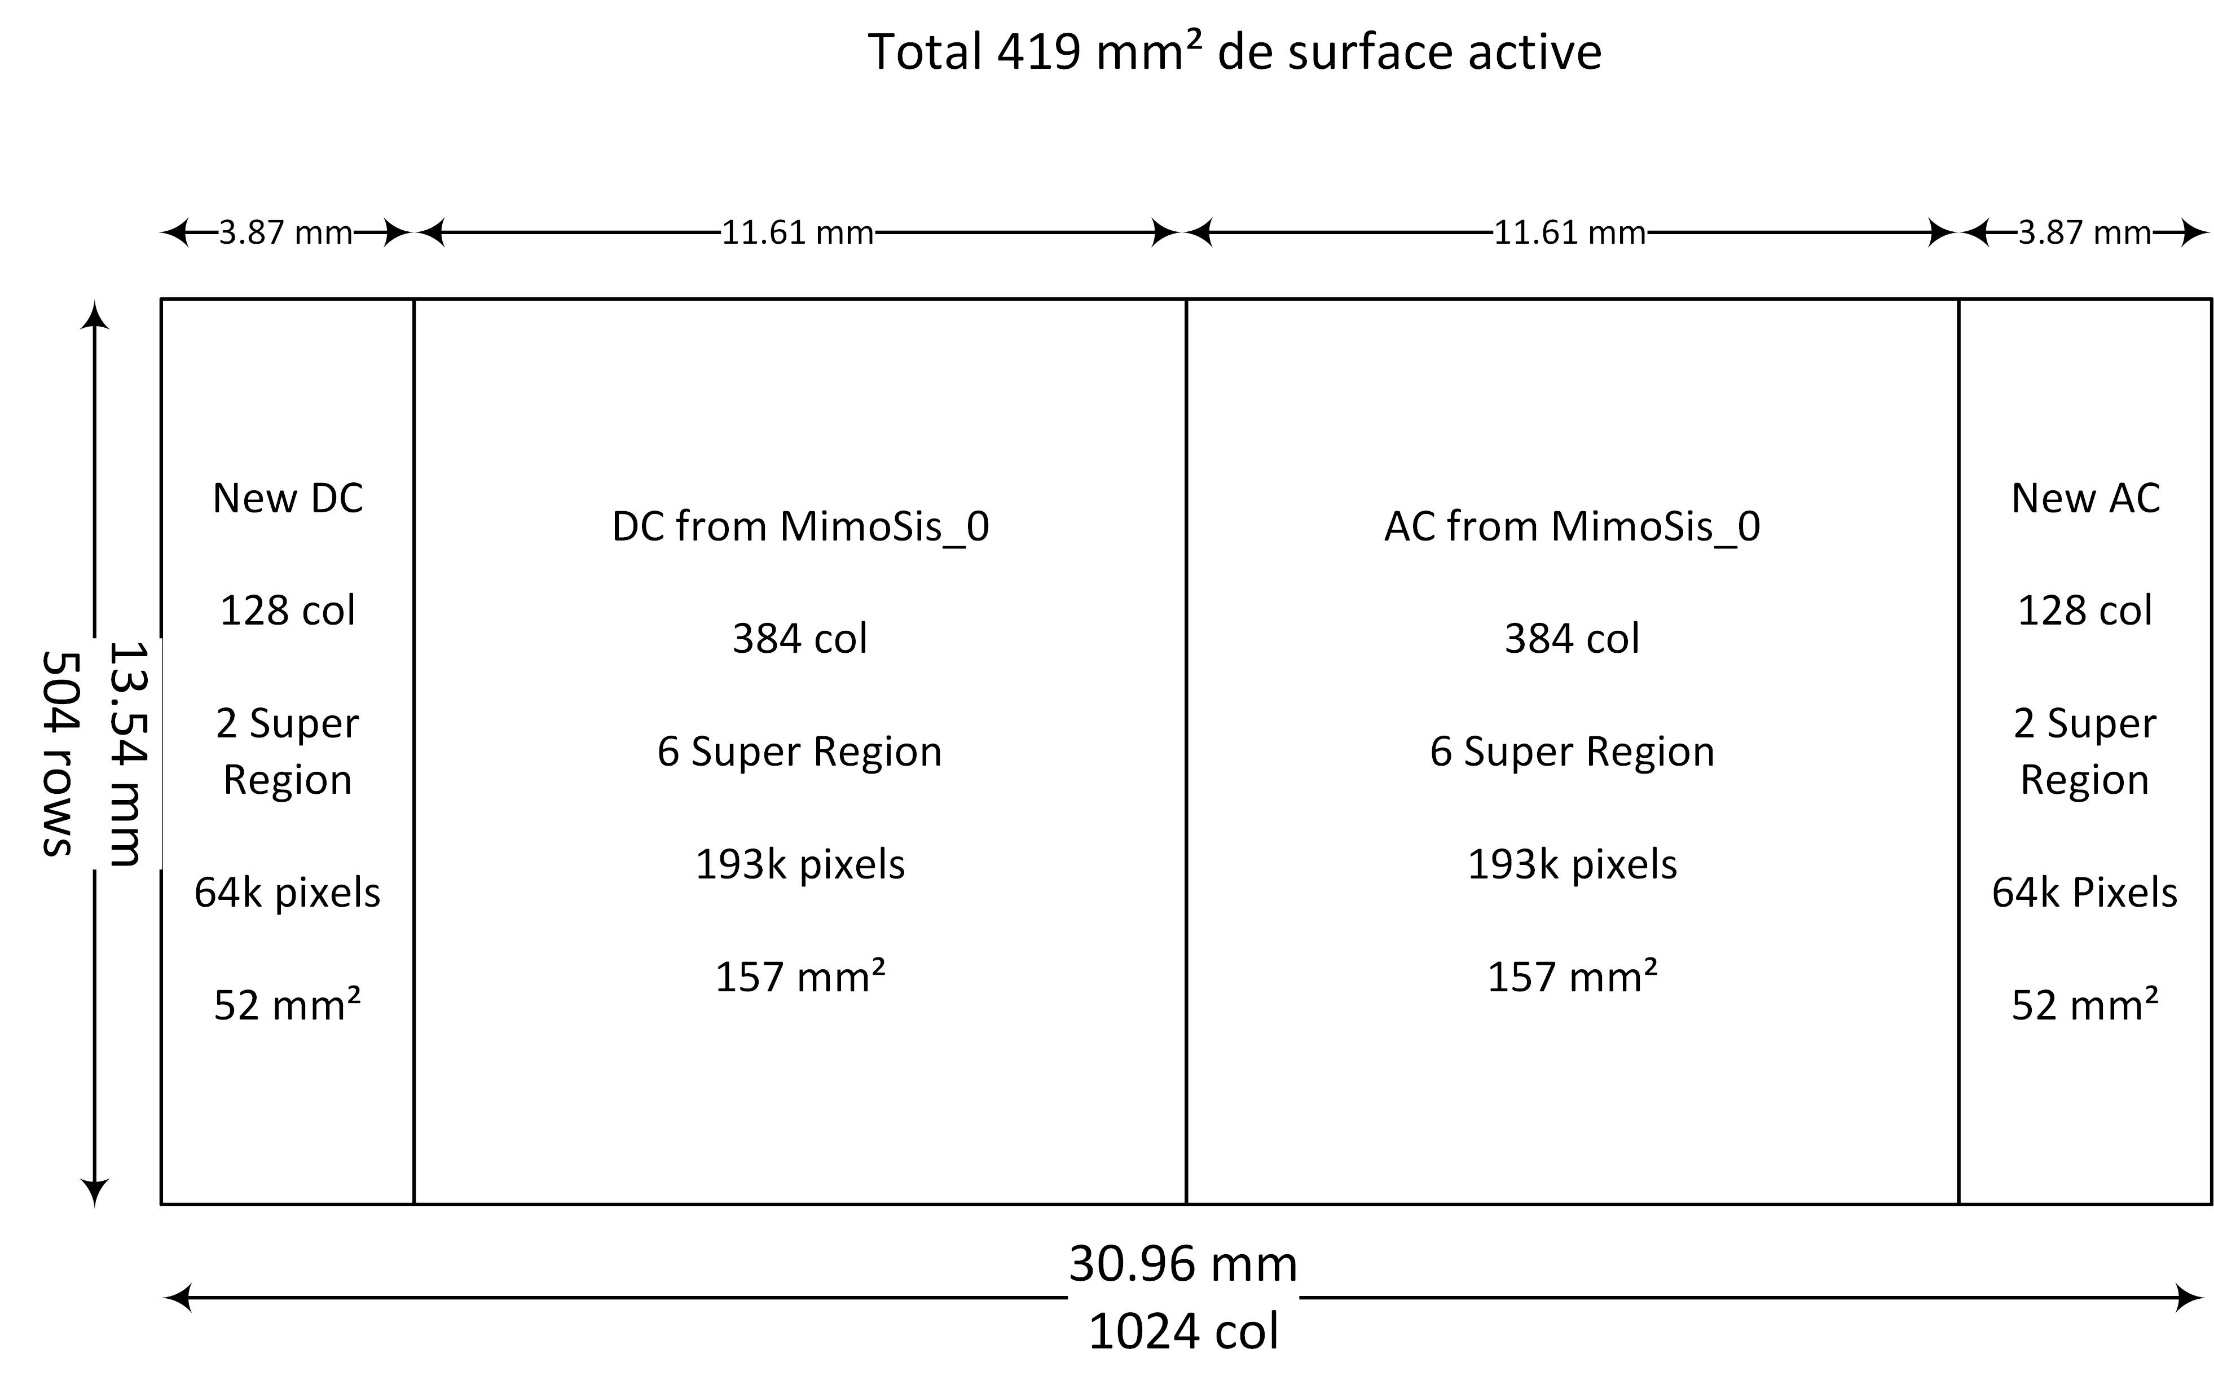 Total 419 mm² de surface active
3.87 mm
11.61 mm
11.61 mm
3.87 mm
13.54 mm
504 rows
New DC
128 col
2 Super
Region
64k pixels
52 mm²
DC from MimoSis_0
384 col
6 Super Region
193k pixels
157 mm²
AC from MimoSis_0
384 col
6 Super Region
193k pixels
157 mm²
New AC
128 col
2 Super
Region
64k Pixels
52 mm²
30.96 mm
1024 col